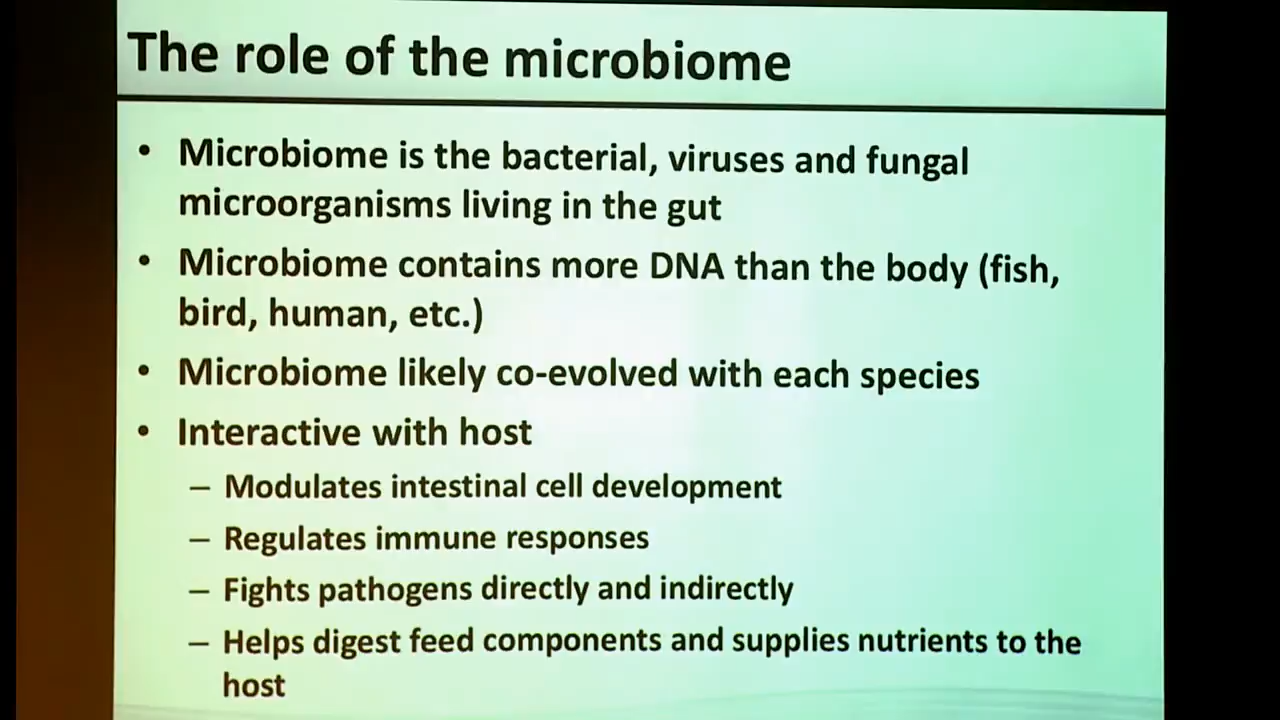 The role of the microbiome
• Microbiome is the bacterial, viruses and fungal
microorganisms living in the gut
• Microbiome contains more DNA than the body (fish,
bird, human, etc.)
• Microbiome likely co-evolved with each species
• Interactive with host
– Modulates intestinal cell development
– Regulates immune responses
– Fights pathogens directly and indirectly
– Helps digest feed components and supplies nutrients to the
host